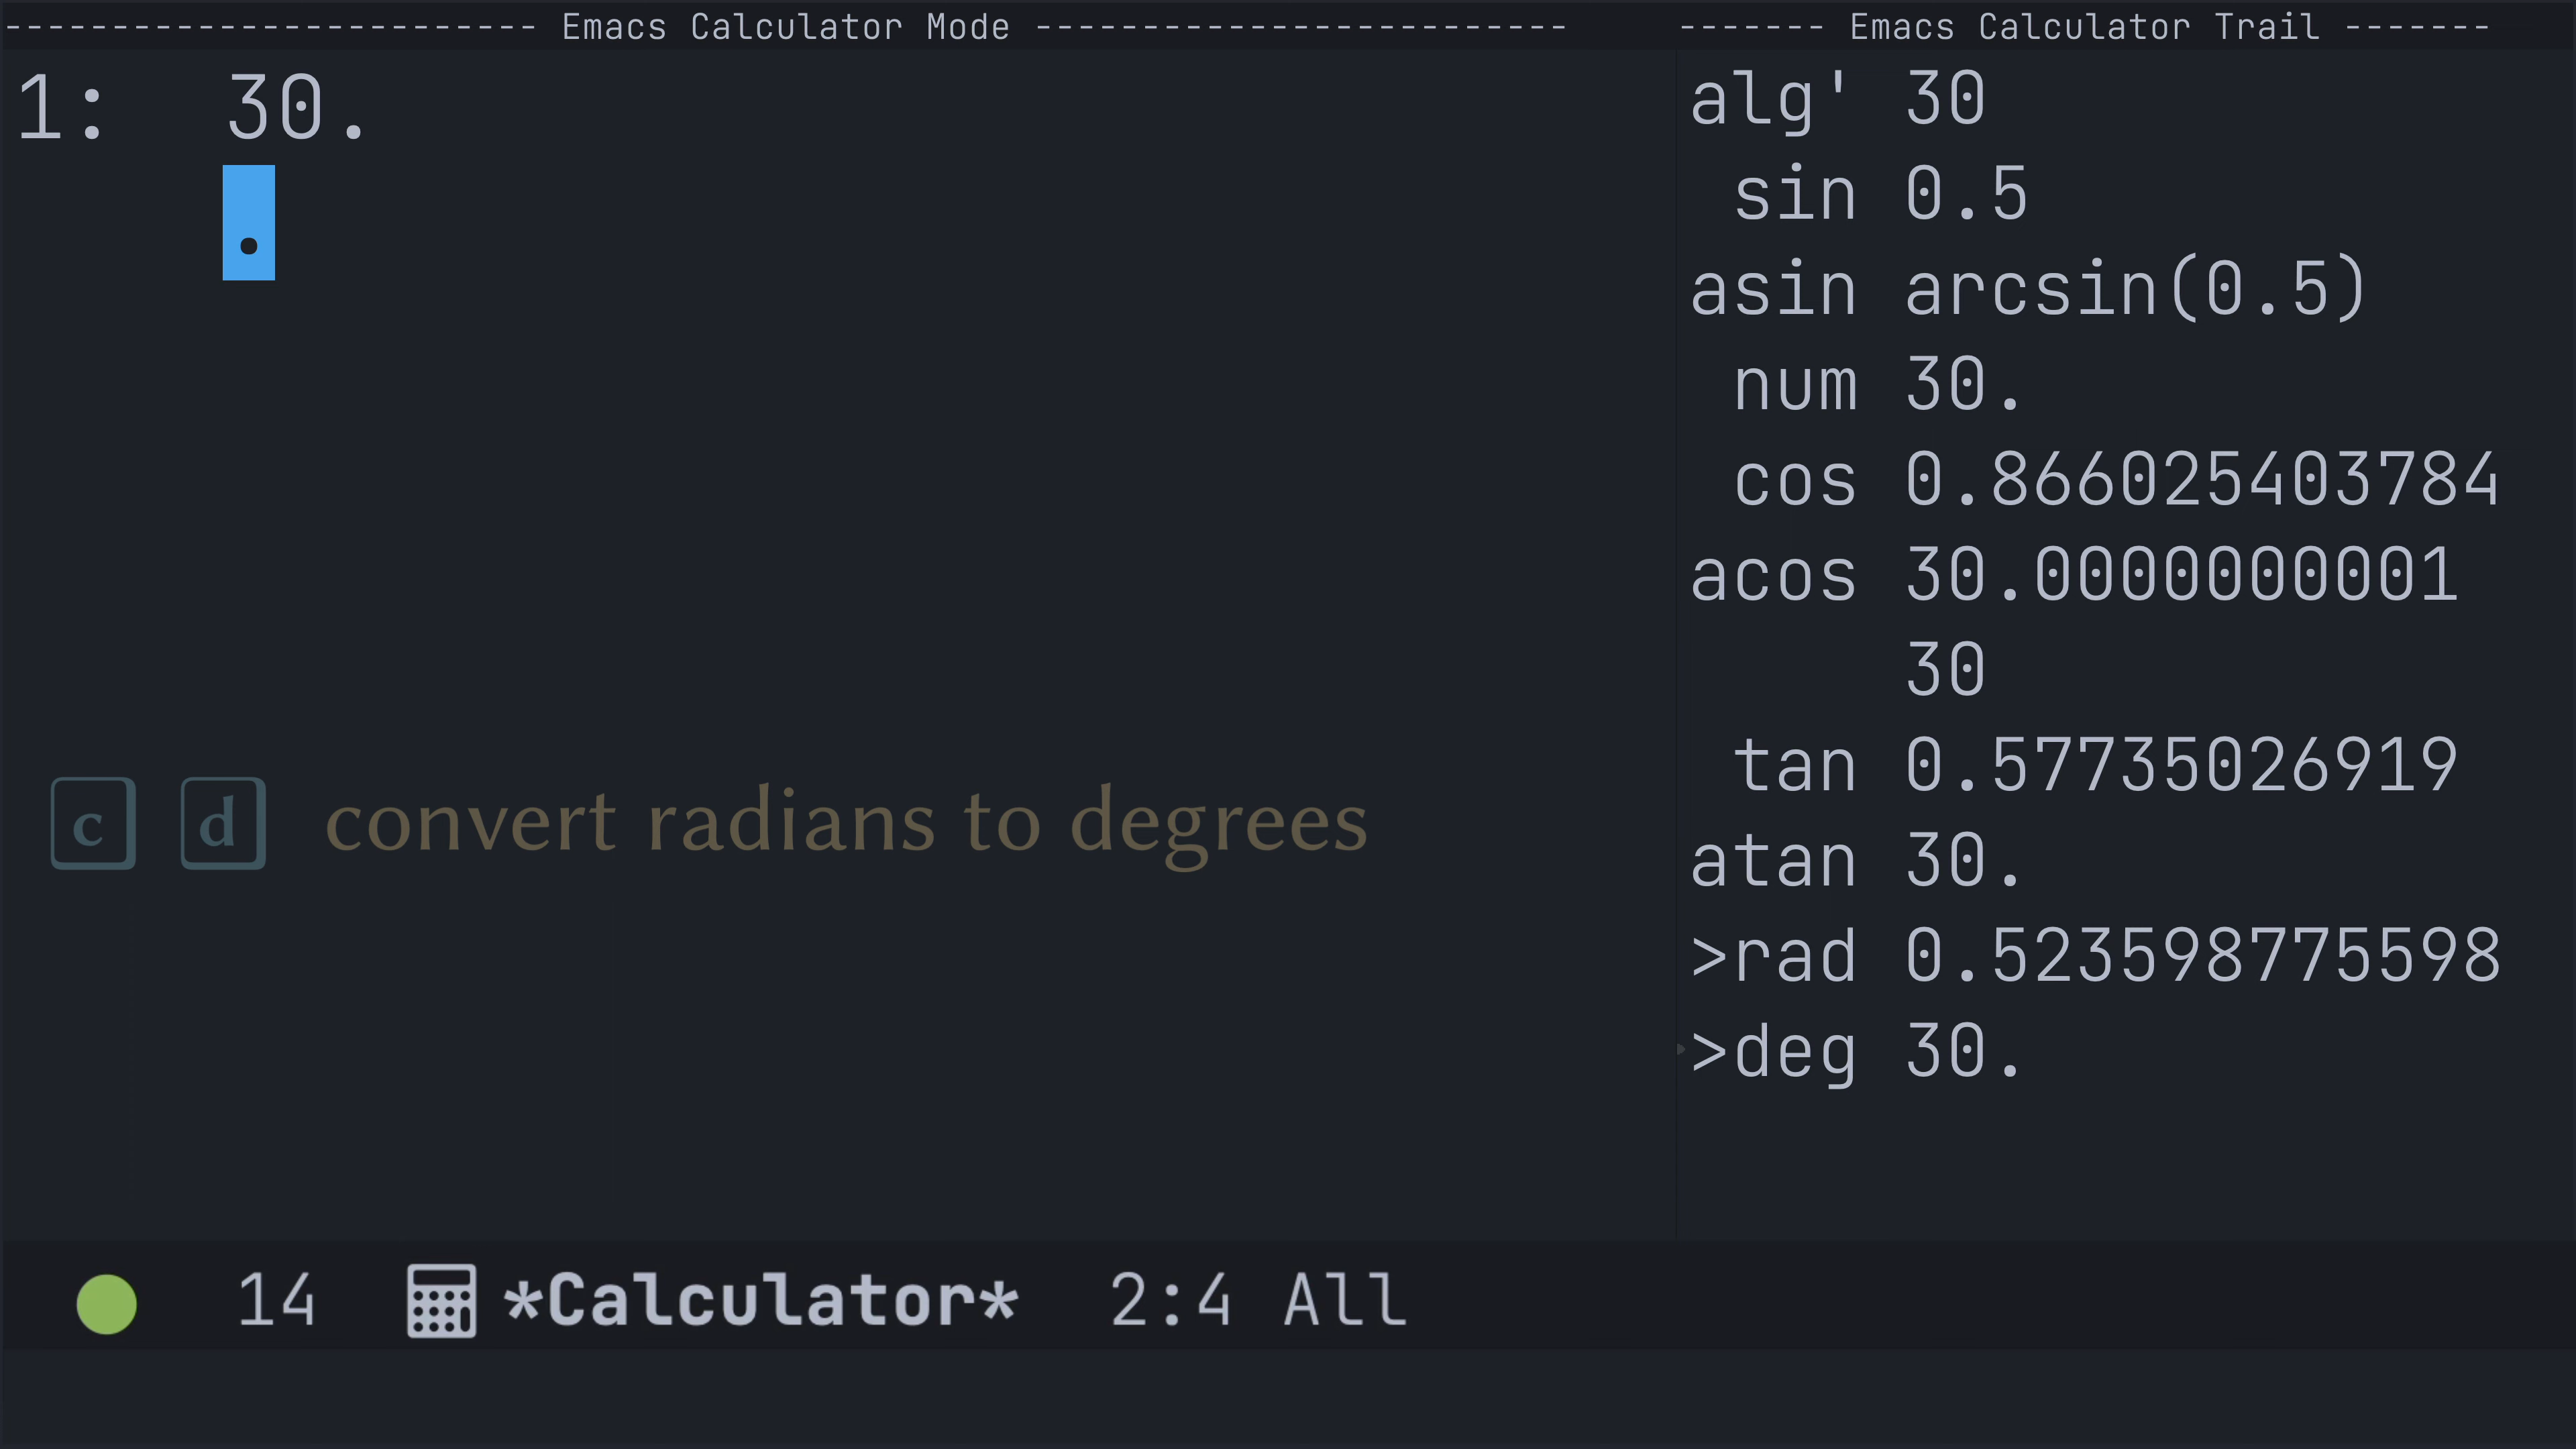 ------------------------- Emacs Calculator Mode -------------------------
1:  30.
.
c d convert radians to degrees
------- Emacs Calculator Trail -------
alg' 30
sin 0.5
asin arcsin(0.5)
num 30.
cos 0.866025403784
acos 30.0000000001
30
tan 0.57735026919
atan 30.
>rad 0.523598775598
>deg 30.
14 *Calculator* 2:4 All